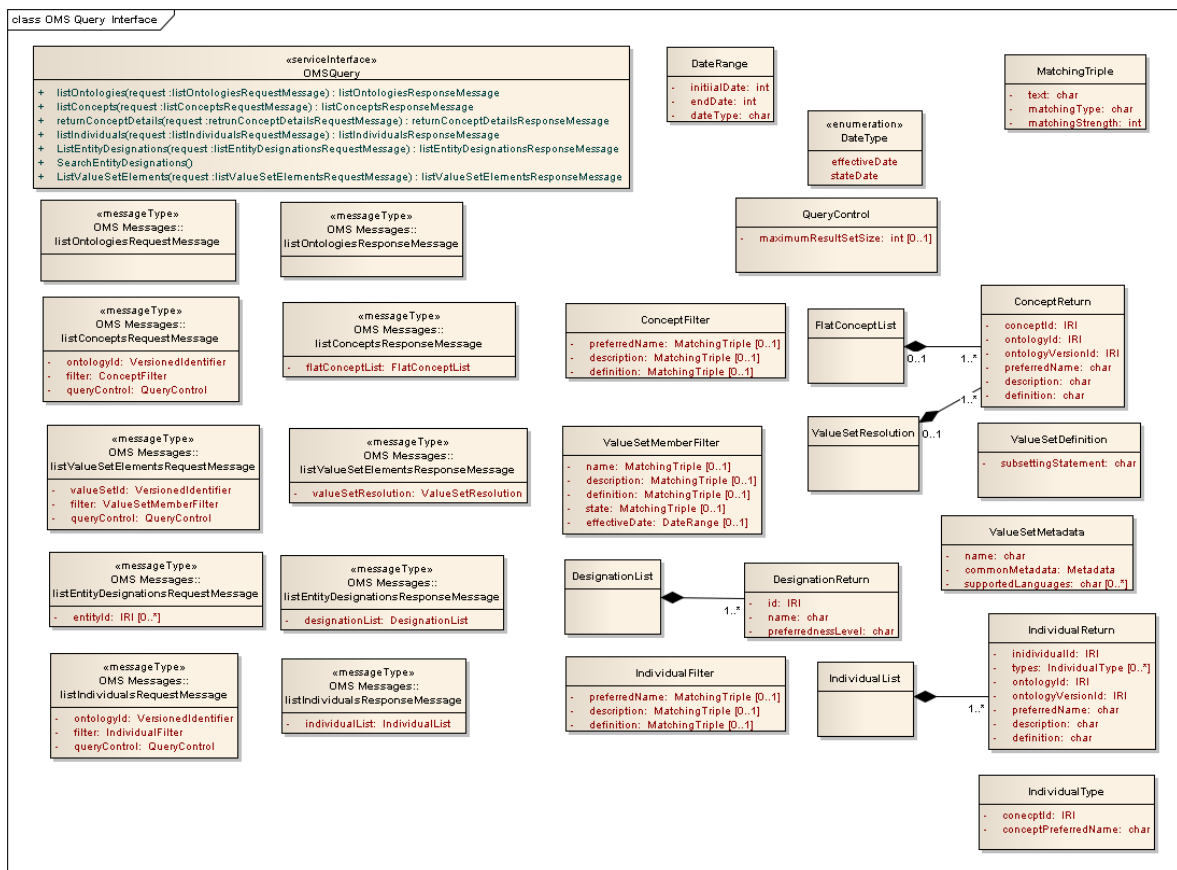 class OMS Query Interface
«serviceInterface»
OMSQuery
+ listOntologies(request :listOntologiesRequestMessage) : listOntologiesResponseMessage
+ listConcepts(request :listConceptsRequestMessage) : listConceptsResponseMessage
+ returnConceptDetails(request :retrunConceptDetailsRequestMessage) : returnConceptDetailsResponseMessage
+ listIndividuals(request :listIndividualsRequestMessage) : listIndividualsResponseMessage
+ ListEntityDesignations(request :listEntityDesignationsRequestMessage) : listEntityDesignationsResponseMessage
+ SearchEntityDesignations()
+ ListValueSetElements(request :listValueSetElementsRequestMessage) : listValueSetElementsResponseMessage
DateRange
- initiialDate: int
- endDate: int
- dateType: char
MatchingTriple
- text: char
- matchingType: char
- matchingStrength: int
«enumeration»
DateType
effectiveDate
stateDate
QueryControl
- maximumResultSetSize: int [0..1]
«messageType»
OMS Messages::
listOntologiesRequestMessage
«messageType»
OMS Messages::
listOntologiesResponseMessage
«messageType»
OMS Messages::
listConceptsRequestMessage
- ontologyId: VersionedIdentifier
- filter: ConceptFilter
- queryControl: QueryControl
«messageType»
OMS Messages::
listConceptsResponseMessage
- flatConceptList: FlatConceptList
ConceptFilter
- preferredName: MatchingTriple [0..1]
- description: MatchingTriple [0..1]
- definition: MatchingTriple [0..1]
FlatConceptList
0..1
1..*
ConceptReturn
- conceptId: IRI
- ontologyId: IRI
- ontologyVersionId: IRI
- preferredName: char
- description: char
- definition: char
ValueSetResolution
0..1
1..*
«messageType»
OMS Messages::
listValueSetElementsRequestMessage
- valueSetId: VersionedIdentifier
- filter: ValueSetMemberFilter
- queryControl: QueryControl
«messageType»
OMS Messages::
listValueSetElementsResponseMessage
- valueSetResolution: ValueSetResolution
ValueSetMemberFilter
- name: MatchingTriple [0..1]
- description: MatchingTriple [0..1]
- definition: MatchingTriple [0..1]
- state: MatchingTriple [0..1]
- effectiveDate: DateRange [0..1]
ValueSetDefinition
- subsettingStatement: char
ValueSetMetadata
- name: char
- commonMetadata: Metadata
- supportedLanguages: char [0..*]
«messageType»
OMS Messages::
listEntityDesignationsRequestMessage
- entityId: IRI [0..*]
«messageType»
OMS Messages::
listEntityDesignationsResponseMessage
- designationList: DesignationList
DesignationList
1..*
DesignationReturn
- id: IRI
- name: char
- preferrednessLevel: char
«messageType»
OMS Messages::
listIndividualsRequestMessage
- ontologyId: VersionedIdentifier
- filter: IndividualFilter
- queryControl: QueryControl
«messageType»
OMS Messages::
listIndividualsResponseMessage
- individualList: IndividualList
IndividualFilter
- preferredName: MatchingTriple [0..1]
- description: MatchingTriple [0..1]
- definition: MatchingTriple [0..1]
IndividualList
1..*
IndividualReturn
- inidividualId: IRI
- types: IndividualType [0..*]
- ontologyId: IRI
- ontologyVersionId: IRI
- preferredName: char
- description: char
- definition: char
IndividualType
- conecptId: IRI
- conceptPreferredName: char